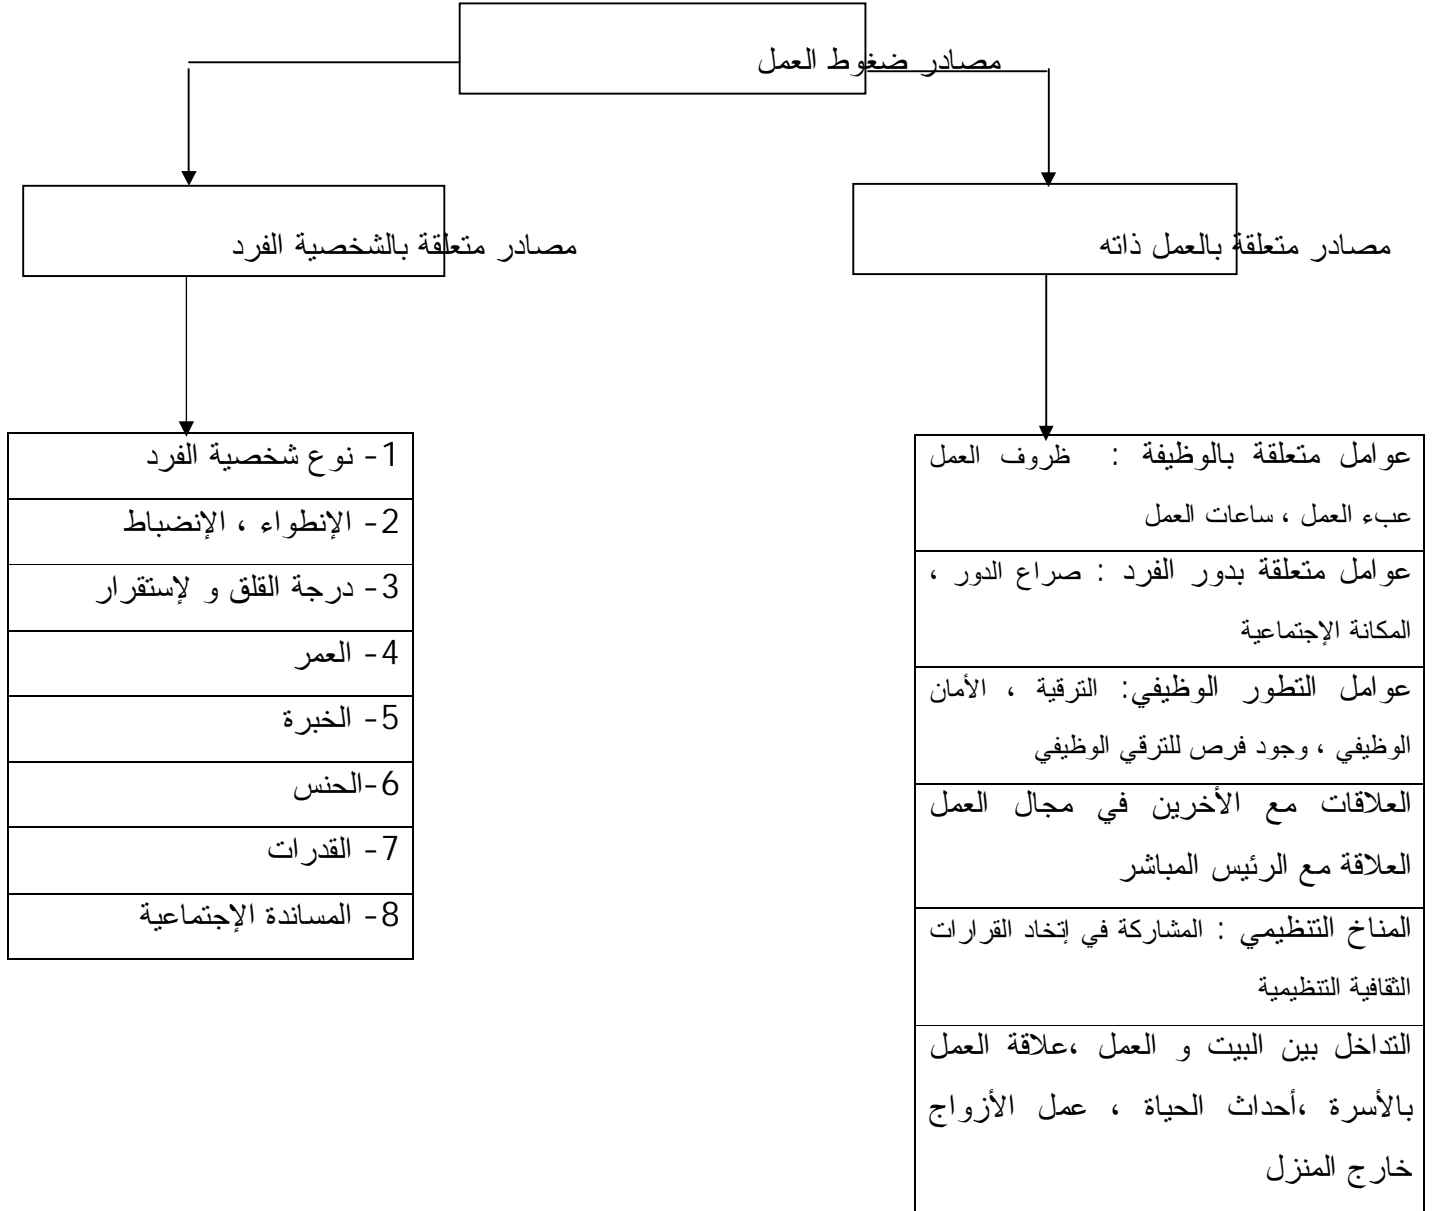 مصادر ضغوط العمل
مصادر متعلقة بالعمل ذاته
مصادر متعلقة بالشخصية الفرد
عوامل متعلقة بالوظيفة : ظروف العمل
عبء العمل ، ساعات العمل
عوامل متعلقة بدور الفرد : صراع الدور ،
المكانة الإجتماعية
عوامل التطور الوظيفي: الترقية ، الأمان
الوظيفي ، وجود فرص للترقي الوظيفي
العلاقات مع الأخرين في مجال العمل
العلاقة مع الرئيس المباشر
المناخ التنظيمي : المشاركة في إتخاد القرارات
الثقافية التنظيمية
التداخل بين البيت و العمل ،علاقة العمل
بالأسرة ،أحداث الحياة ، عمل الأزواج
خارج المنزل
1- نوع شخصية الفرد
2- الإنطواء ، الإنضباط
3- درجة القلق و لإستقرار
4- العمر
5- الخبرة
6-الحنس
7- القدرات
8- المساندة الإجتماعية